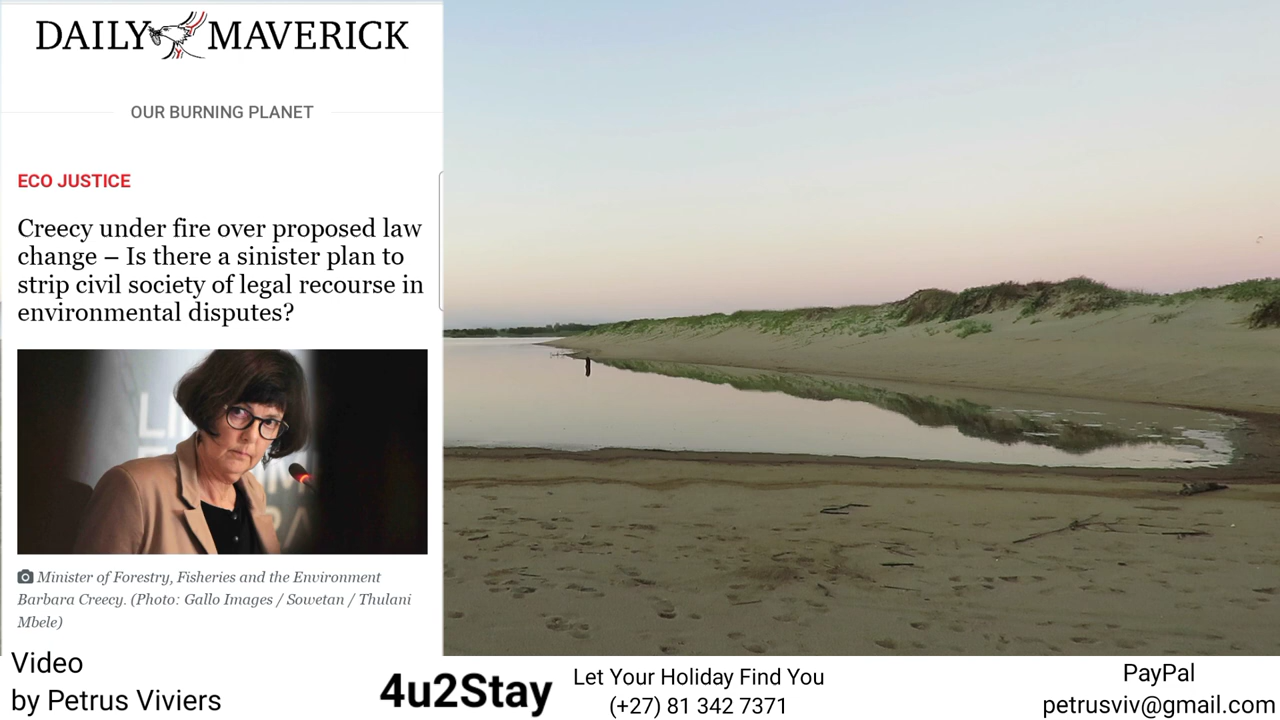 DAILY MAVERICK
OUR BURNING PLANET
ECO JUSTICE
Creecy under fire over proposed law
change – Is there a sinister plan to
strip civil society of legal recourse in
environmental disputes?
Minister of Forestry, Fisheries and the Environment
Barbara Creecy. (Photo: Gallo Images / Sowetan / Thulani
Mbele)
Video
by Petrus Viviers
4u2Stay
Let Your Holiday Find You
(+27) 81 342 7371
PayPal
petrusviv@gmail.com